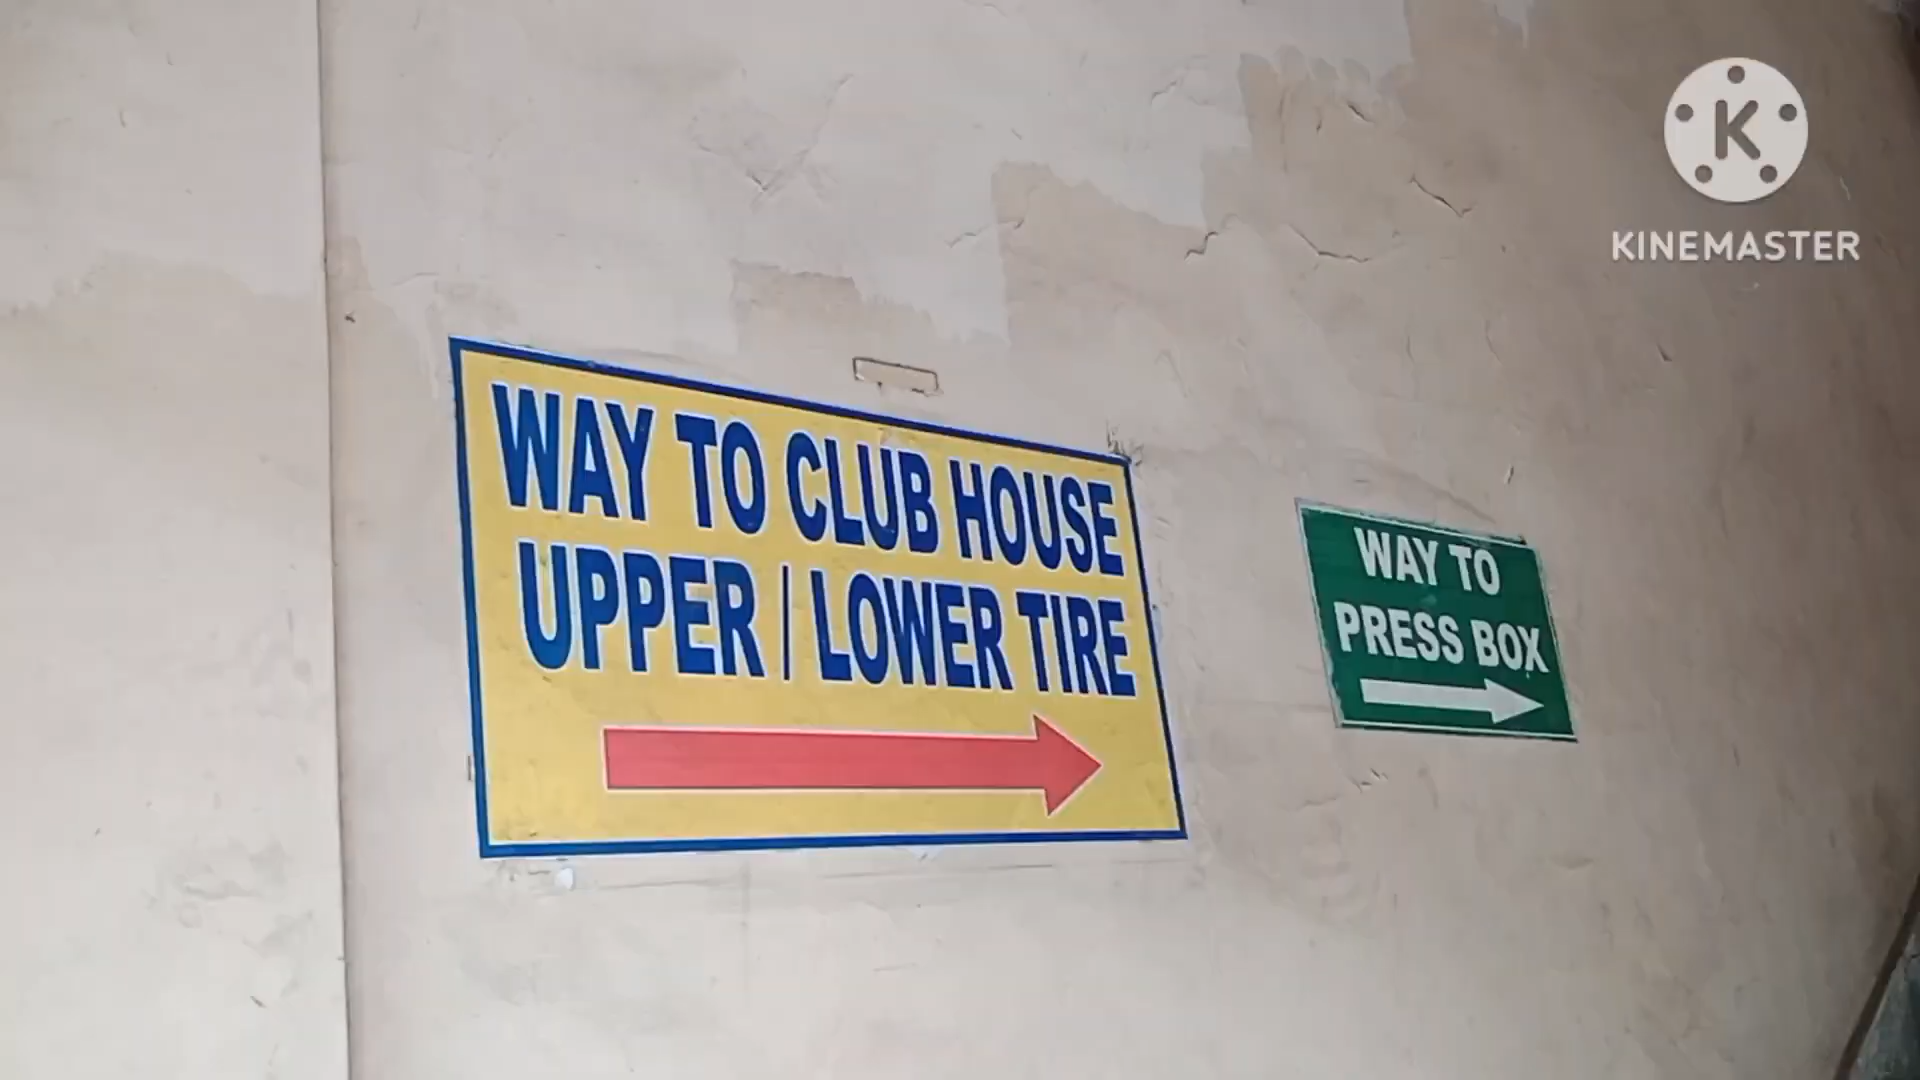 K
KINEMASTER
WAY TO CLUB HOUSE
UPPER / LOWER TIRE
WAY TO
PRESS BOX